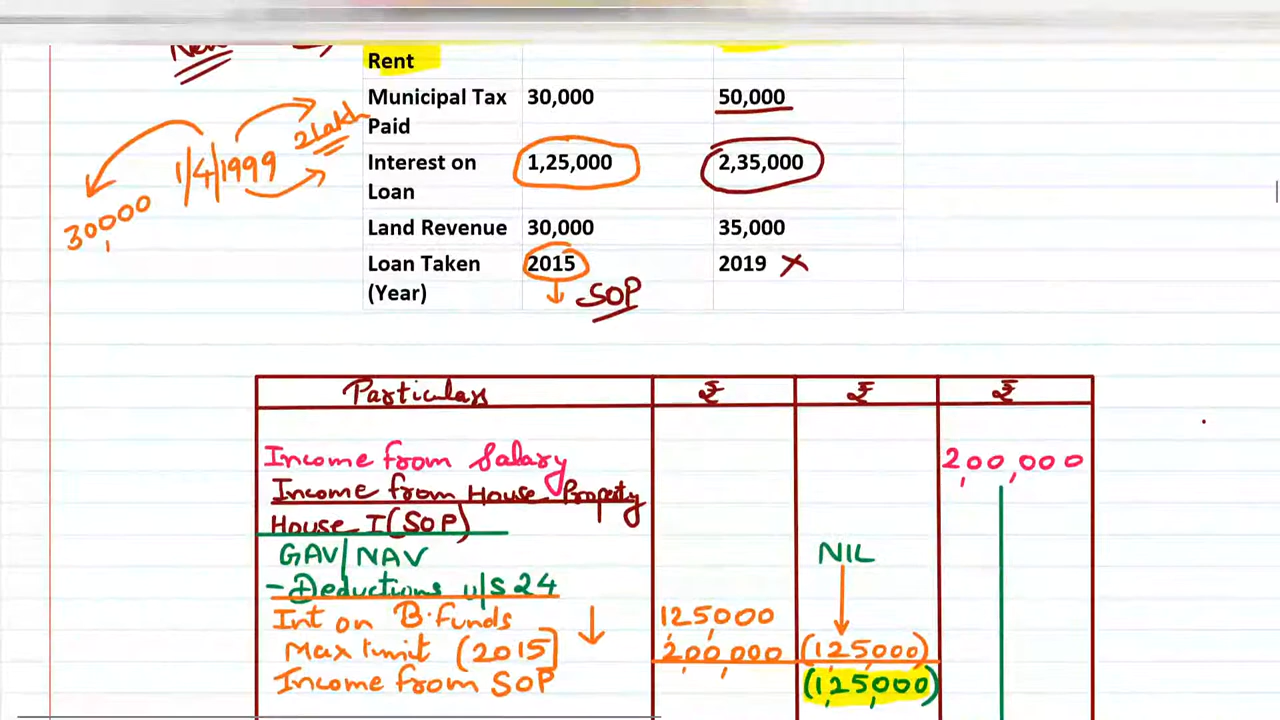 New
Rent
Municipal Tax Paid 30,000 50,000
Interest on Loan 1,25,000 2,35,000
Land Revenue 30,000 35,000
Loan Taken (Year) 2015 2019 X
SOP
1/4/1999
2 Lakh
30,000
Particulars ₹ ₹ ₹
Income from Salary 200,000
Income from House Property
House I (SOP)
GAV/NAV NIL
- Deductions u/s 24
Int on B.Funds 125000
Max limit (2015) 200,000 (125000)
Income from SOP (125000)